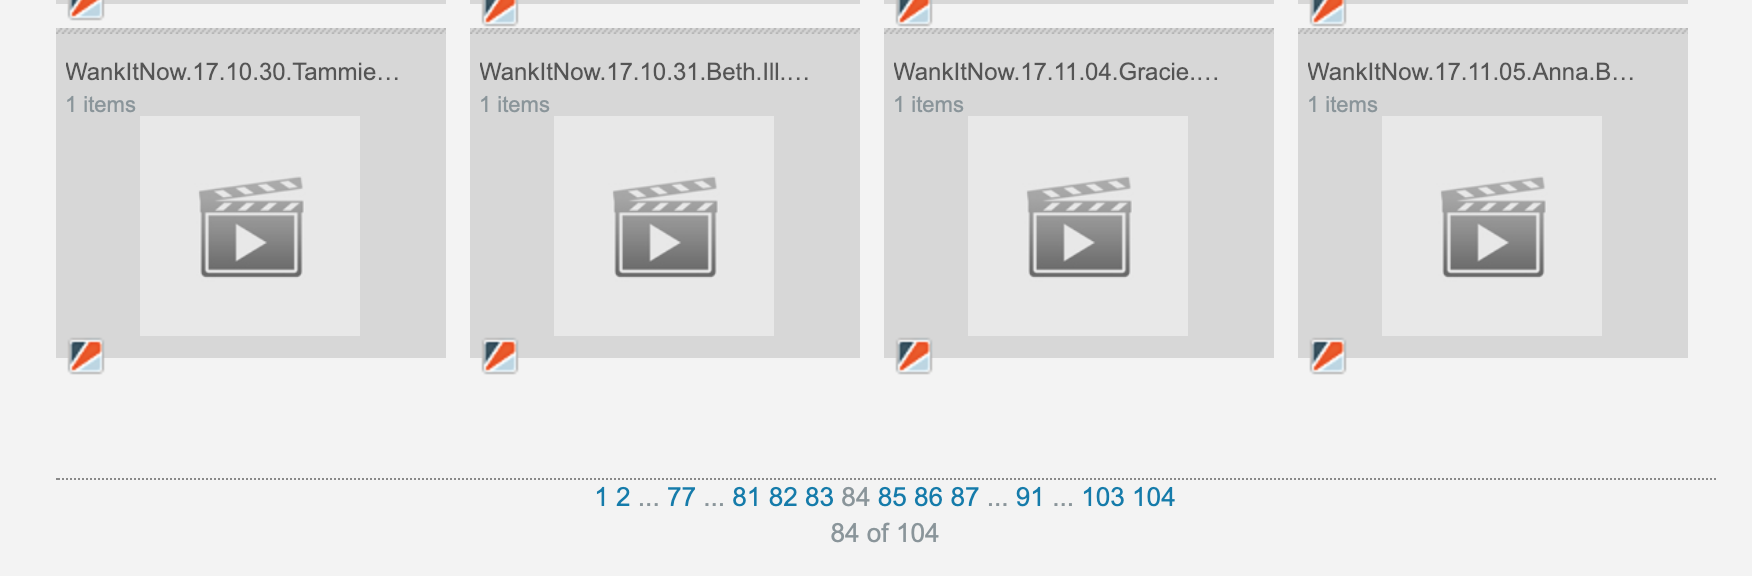 WankItNow.17.10.30.Tammie...
1 items
WankItNow.17.10.31.Beth.Ill....
1 items
WankItNow.17.11.04.Gracie....
1 items
WankItNow.17.11.05.Anna.B...
1 items
1 2 ... 77 ... 81 82 83 84 85 86 87 ... 91 ... 103 104
84 of 104